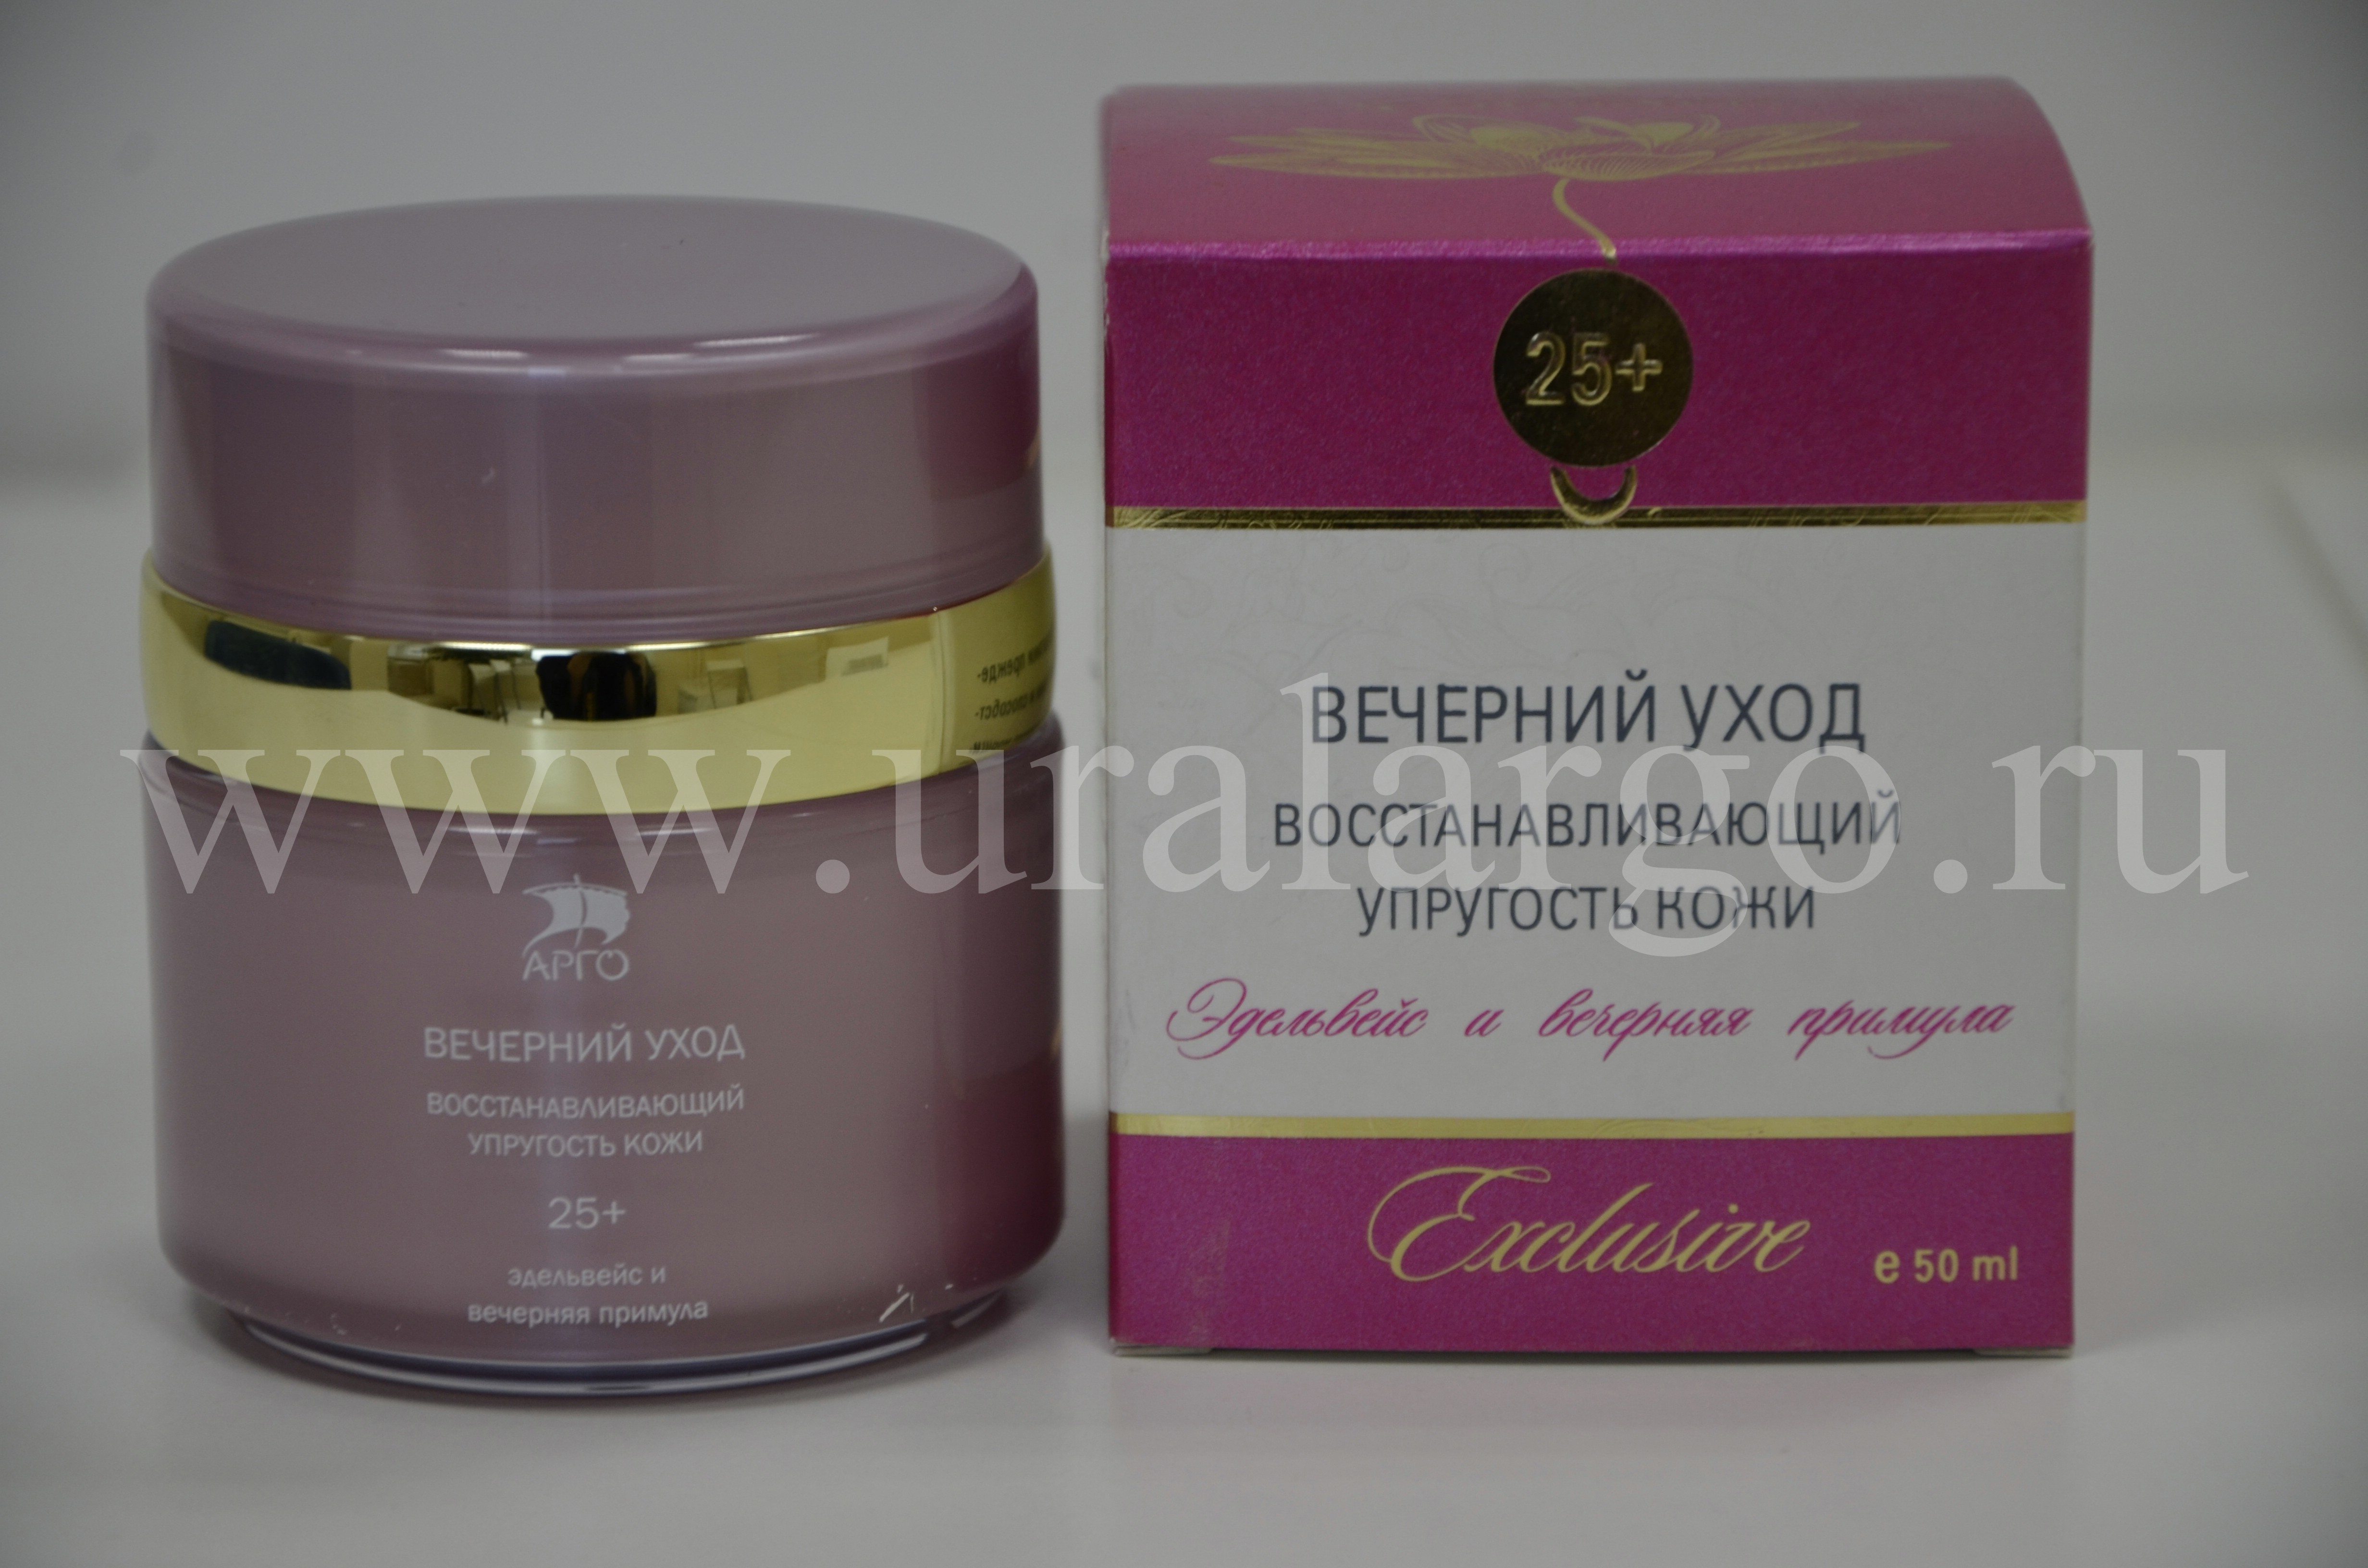 АРГО
ВЕЧЕРНИЙ УХОД
ВОССТАНАВЛИВАЮЩИЙ
УПРУГОСТЬ КОЖИ
25+
эдельвейс и
вечерняя примула
25+
ВЕЧЕРНИЙ УХОД
ВОССТАНАВЛИВАЮЩИЙ
УПРУГОСТЬ КОЖИ
Эдельвейс и вечерняя примула
Exclusive
e 50 ml
www.uralargo.ru